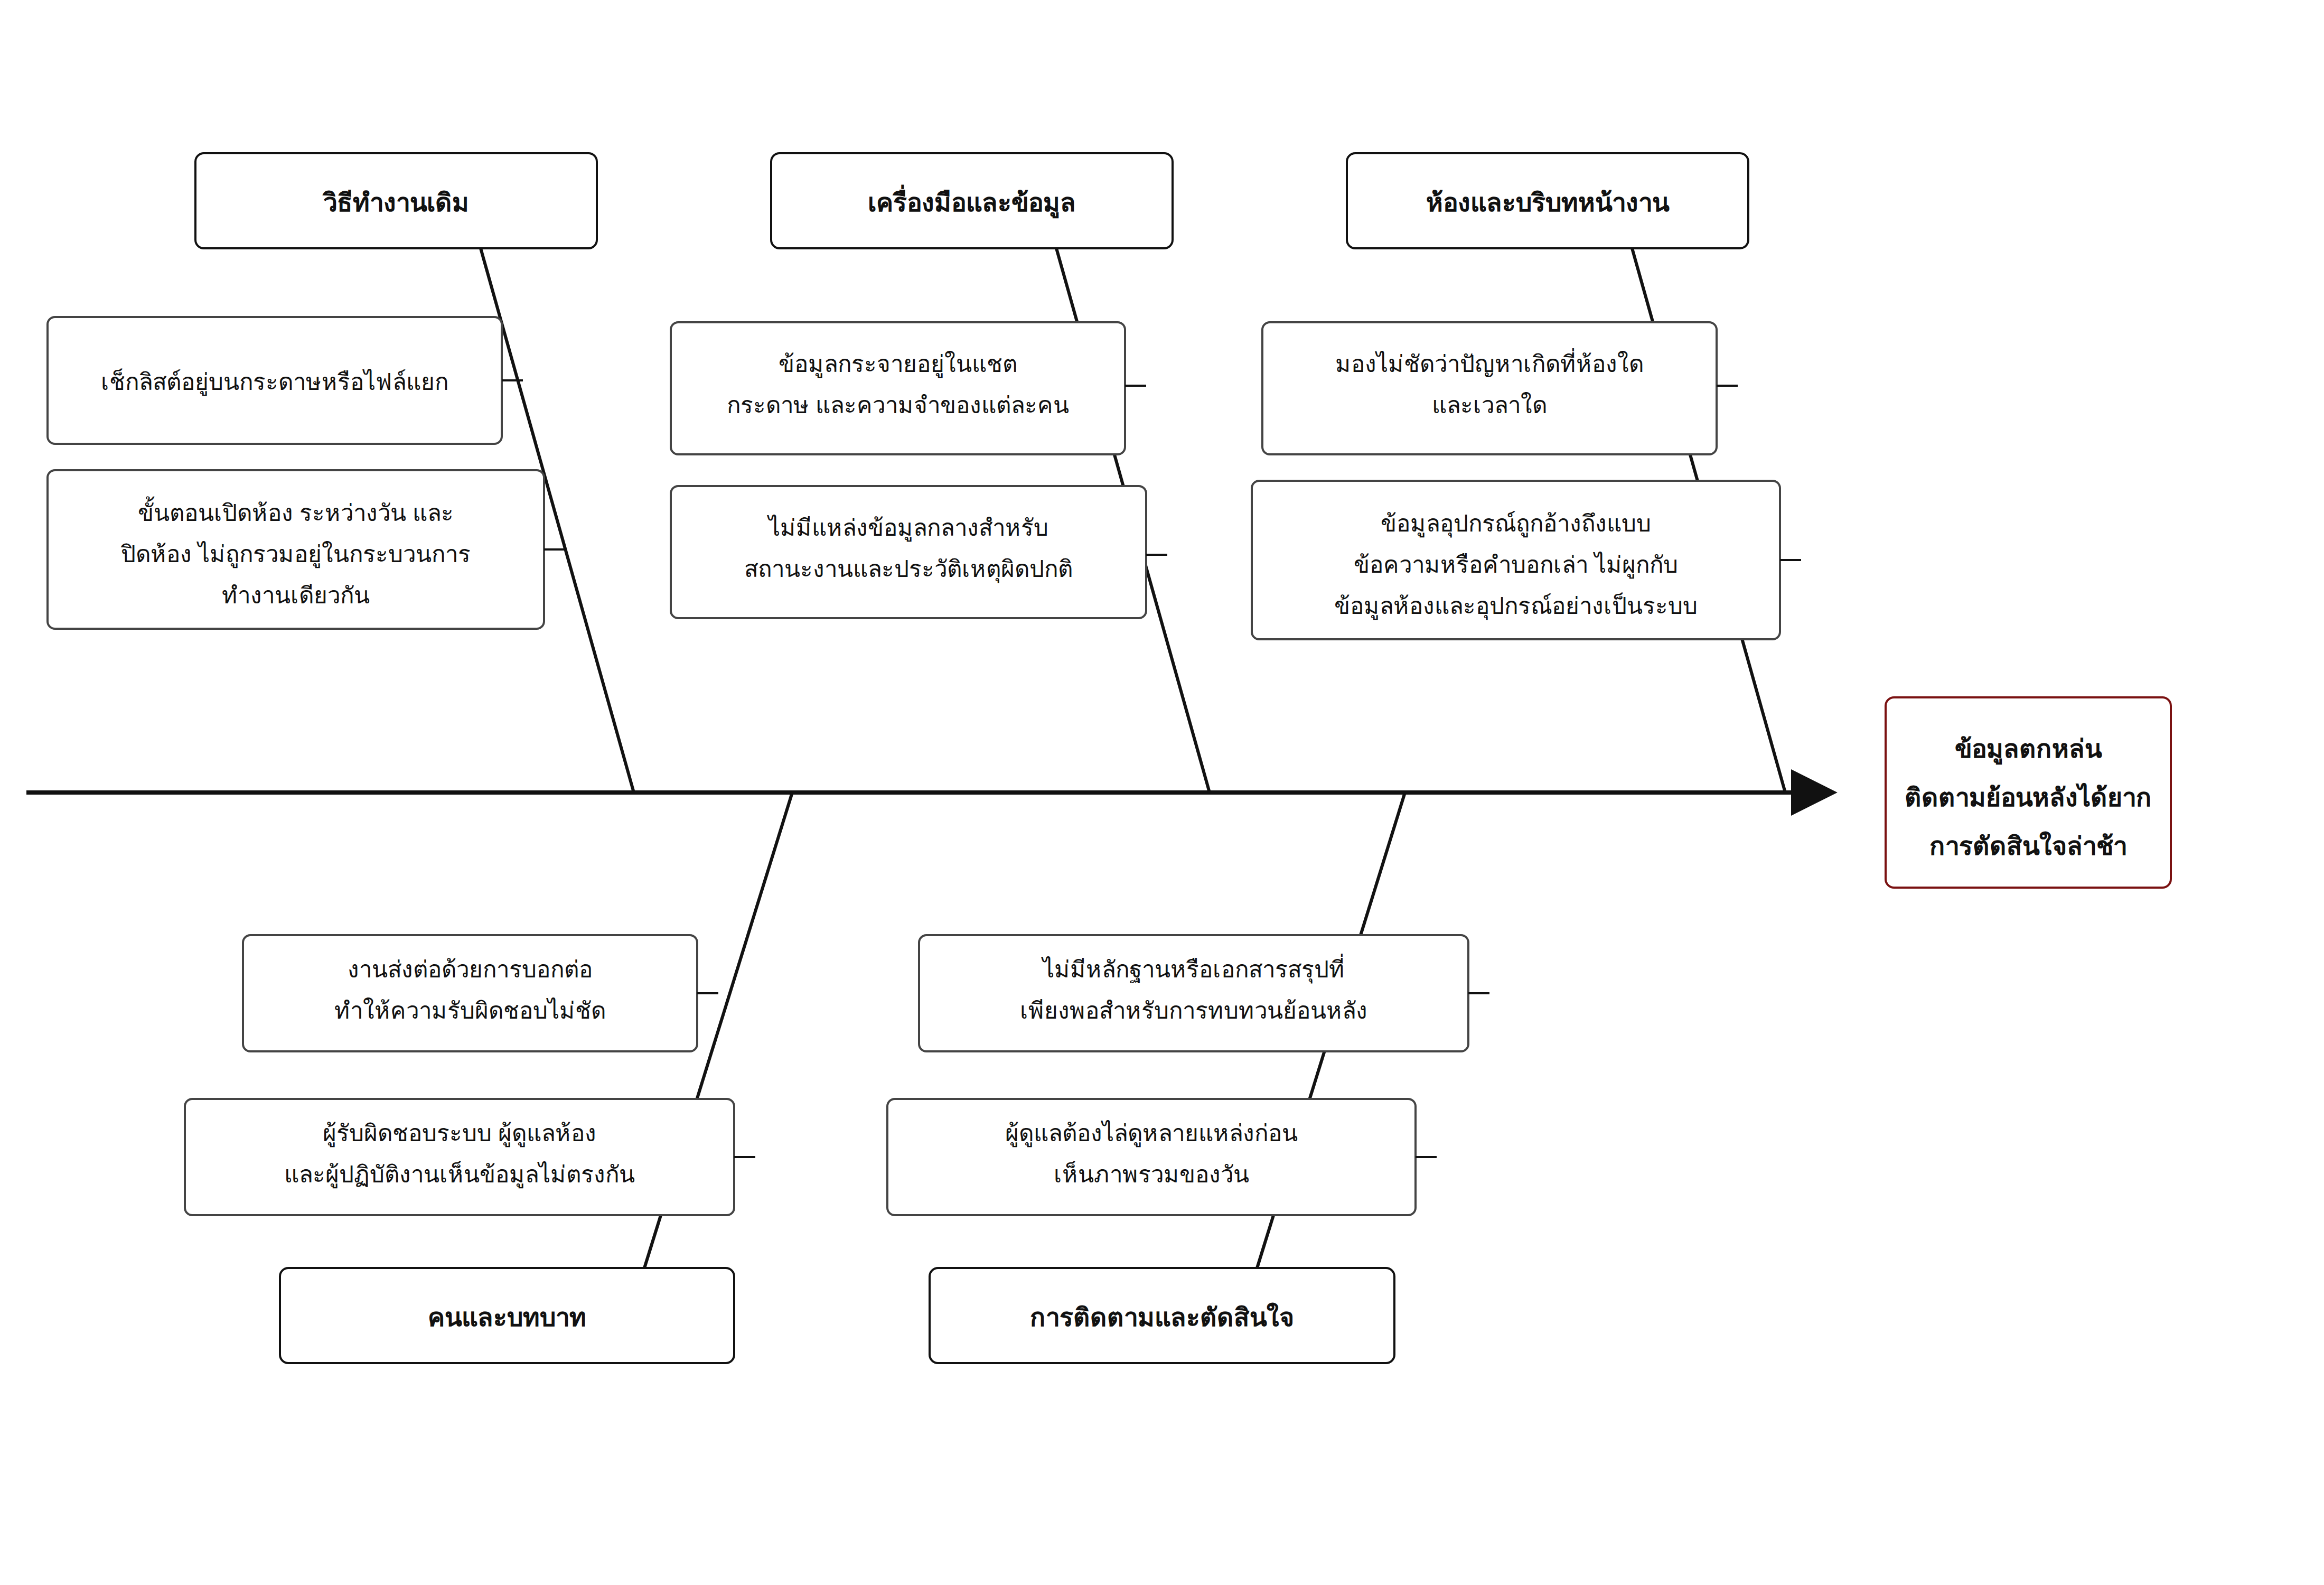 วิธีทำงานเดิม
เครื่องมือและข้อมูล
ห้องและบริบทหน้างาน
เช็กลิสต์อยู่บนกระดาษหรือไฟล์แยก
ขั้นตอนเปิดห้อง ระหว่างวัน และ
ปิดห้อง ไม่ถูกรวมอยู่ในกระบวนการ
ทำงานเดียวกัน
ข้อมูลกระจายอยู่ในแชต
กระดาษ และความจำของแต่ละคน
ไม่มีแหล่งข้อมูลกลางสำหรับ
สถานะงานและประวัติเหตุผิดปกติ
มองไม่ชัดว่าปัญหาเกิดที่ห้องใด
และเวลาใด
ข้อมูลอุปกรณ์ถูกอ้างถึงแบบ
ข้อความหรือคำบอกเล่า ไม่ผูกกับ
ข้อมูลห้องและอุปกรณ์อย่างเป็นระบบ
ข้อมูลตกหล่น
ติดตามย้อนหลังได้ยาก
การตัดสินใจล่าช้า
งานส่งต่อด้วยการบอกต่อ
ทำให้ความรับผิดชอบไม่ชัด
ผู้รับผิดชอบระบบ ผู้ดูแลห้อง
และผู้ปฏิบัติงานเห็นข้อมูลไม่ตรงกัน
ไม่มีหลักฐานหรือเอกสารสรุปที่
เพียงพอสำหรับการทบทวนย้อนหลัง
ผู้ดูแลต้องไล่ดูหลายแหล่งก่อน
เห็นภาพรวมของวัน
คนและบทบาท
การติดตามและตัดสินใจ